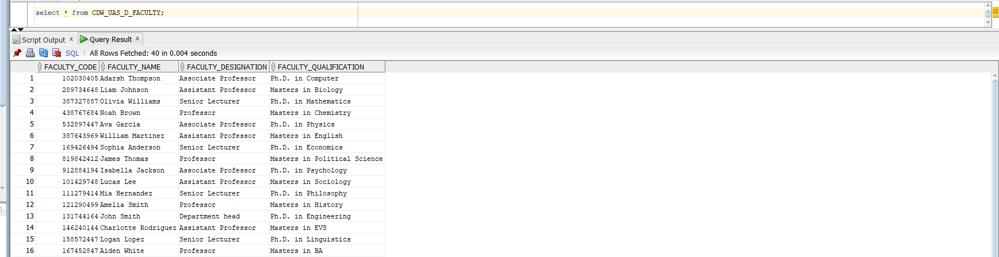 select * from CDW_UAS_D_FACULTY;
Script Output x Query Result x
SQL | All Rows Fetched: 40 in 0.004 seconds
FACULTY_CODE FACULTY_NAME FACULTY_DESIGNATION FACULTY_QUALIFICATION
1 102030405 Adarsh Thompson Associate Professor Ph.D. in Computer
2 289734648 Liam Johnson Assistant Professor Masters in Biology
3 387327887 Olivia Williams Senior Lecturer Ph.D. in Mathematics
4 438767684 Noah Brown Professor Masters in Chemistry
5 532897447 Ava Garcia Associate Professor Ph.D. in Physics
6 387643969 William Martinez Assistant Professor Masters in English
7 169426494 Sophia Anderson Senior Lecturer Ph.D. in Economics
8 819842412 James Thomas Professor Masters in Political Science
9 912884194 Isabella Jackson Associate Professor Ph.D. in Psychology
10 101429748 Lucas Lee Assistant Professor Masters in Sociology
11 111279414 Mia Hernandez Senior Lecturer Ph.D. in Philosophy
12 121290499 Amelia Smith Professor Masters in History
13 131744164 John Smith Department head Ph.D. in Engineering
14 146240144 Charlotte Rodriguez Assistant Professor Masters in EVS
15 158572447 Logan Lopez Senior Lecturer Ph.D. in Linguistics
16 167452847 Aiden White Professor Masters in BA